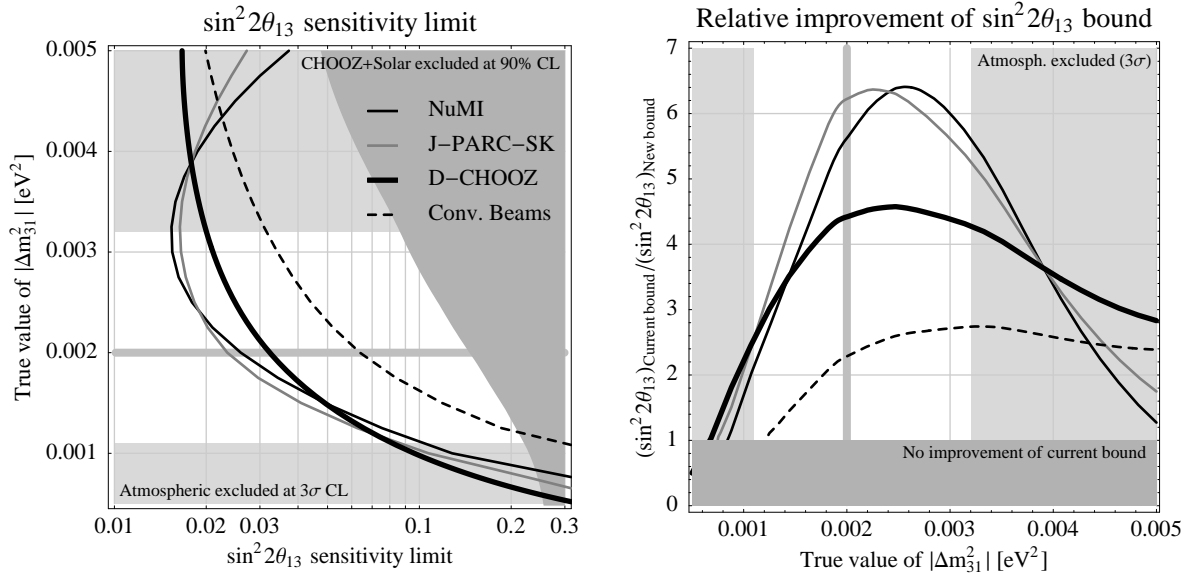 sin²2θ₁₃ sensitivity limit
CHOOZ+Solar excluded at 90% CL
NuMI
J−PARC−SK
D−CHOOZ
Conv. Beams
Atmospheric excluded at 3σ CL
0.005
0.004
0.003
0.002
0.001
True value of |Δm²₃₁| [eV²]
0.01 0.02 0.03 0.1 0.2 0.3
sin²2θ₁₃ sensitivity limit
Relative improvement of sin²2θ₁₃ bound
Atmosph. excluded (3σ)
No improvement of current bound
7
6
5
4
3
2
1
0
(sin²2θ₁₃)Current bound/(sin²2θ₁₃)New bound
0.001 0.002 0.003 0.004 0.005
True value of |Δm²₃₁| [eV²]